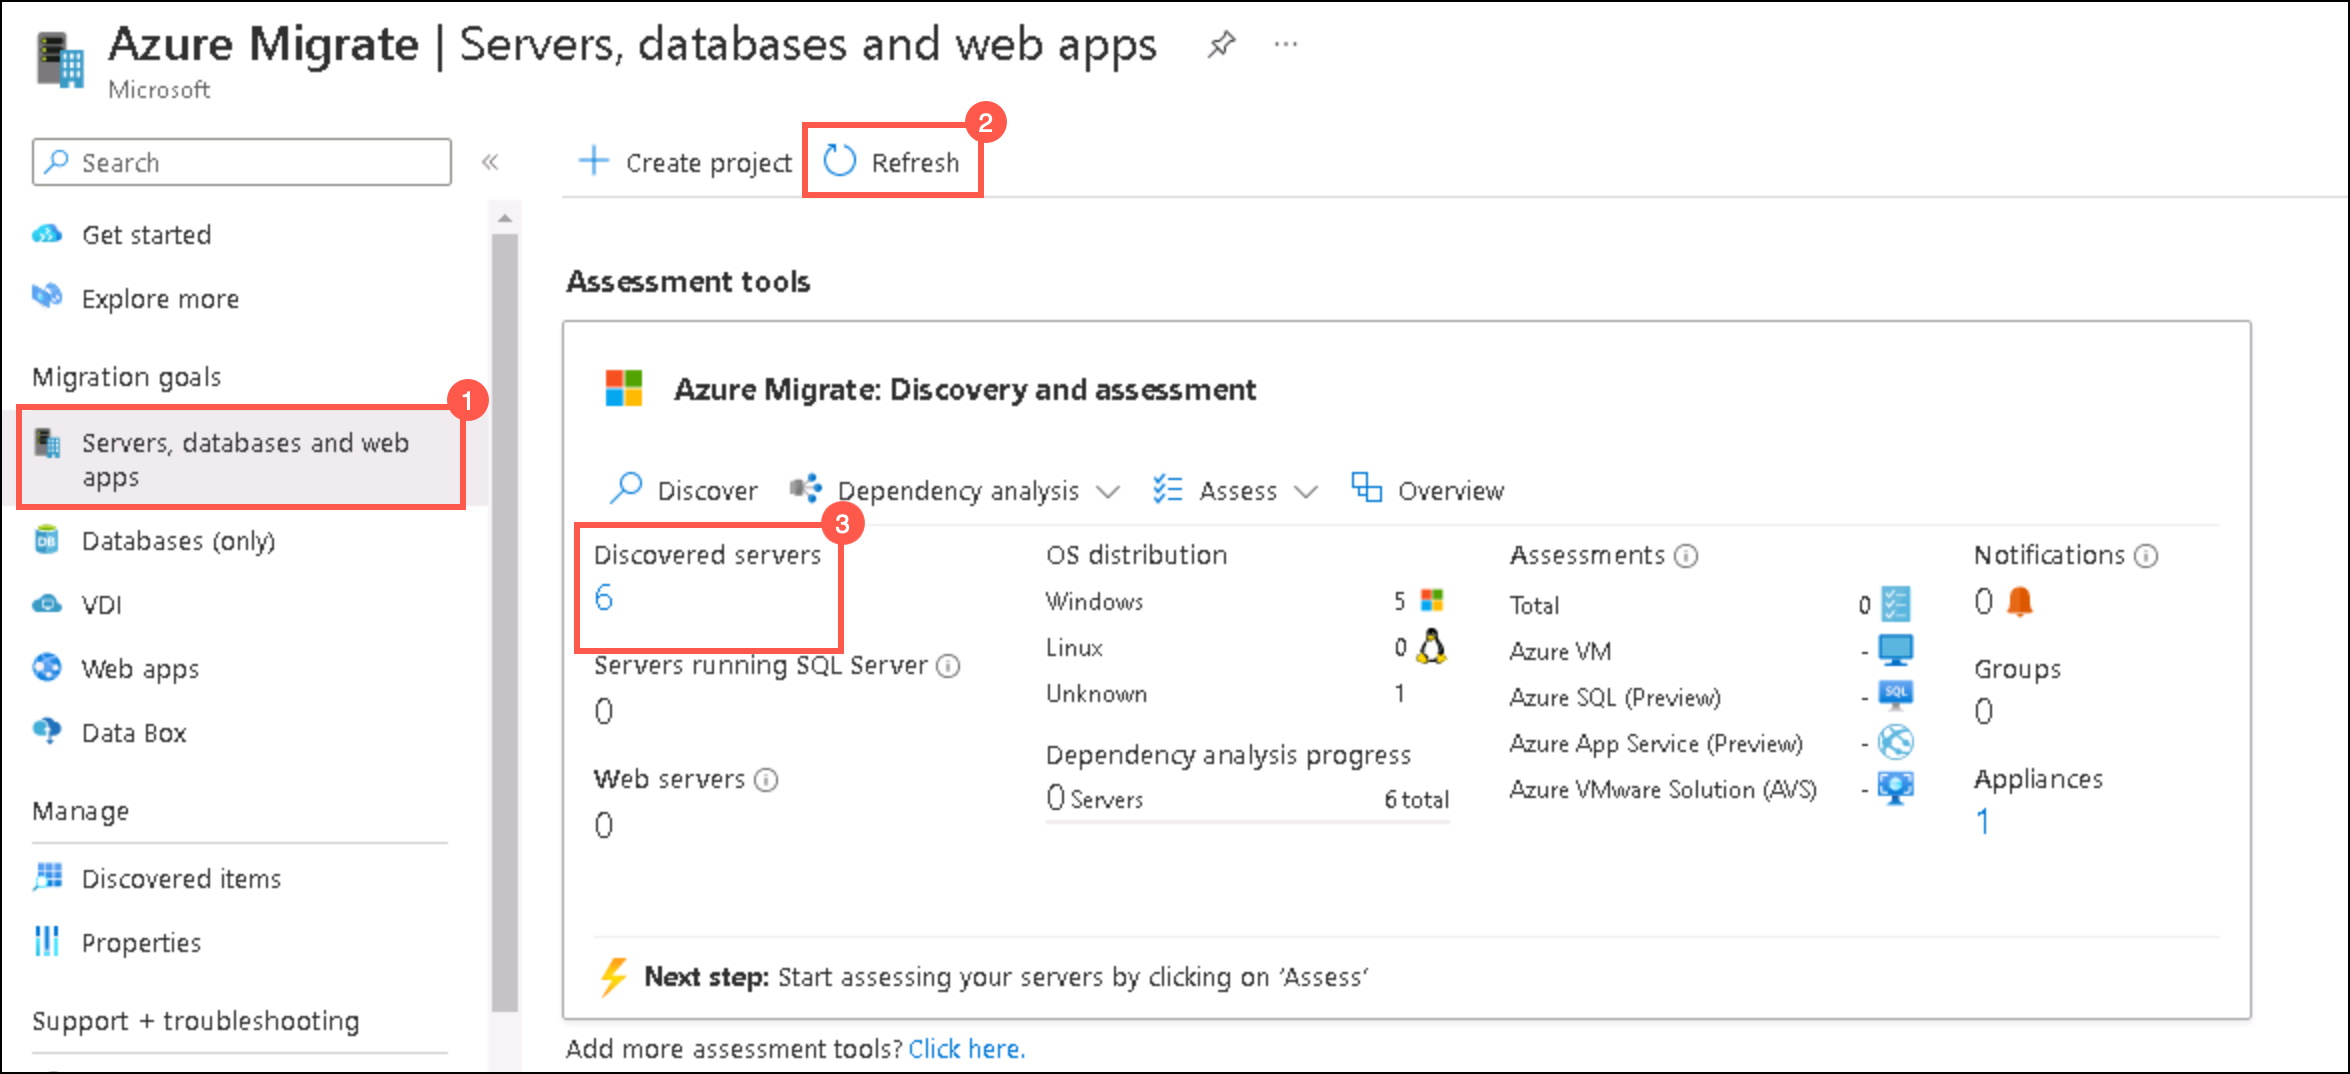 Azure Migrate | Servers, databases and web apps
Microsoft
Search
Create project
Refresh
2
Get started
Explore more
Migration goals
1
Servers, databases and web
apps
Databases (only)
VDI
Web apps
Data Box
Manage
Discovered items
Properties
Support + troubleshooting
Assessment tools
Azure Migrate: Discovery and assessment
Discover
Dependency analysis
Assess
Overview
3
Discovered servers
6
Servers running SQL Server
0
Web servers
0
OS distribution
Windows 5
Linux 0
Unknown 1
Dependency analysis progress
0 Servers 6 total
Assessments
Total 0
Azure VM -
Azure SQL (Preview) - SQL
Azure App Service (Preview) -
Azure VMware Solution (AVS) -
Notifications
0
Groups
0
Appliances
1
Next step: Start assessing your servers by clicking on 'Assess'
Add more assessment tools? Click here.